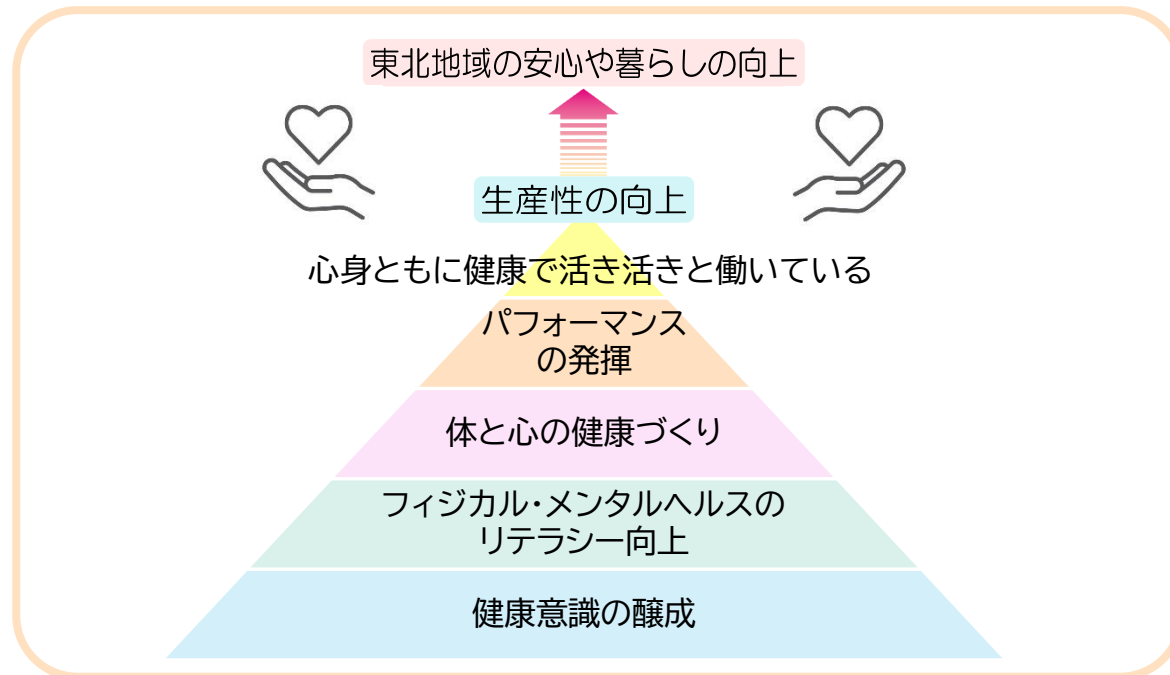 東北地域の安心や暮らしの向上
生産性の向上
心身ともに健康で活き活きと働いている
パフォーマンス
の発揮
体と心の健康づくり
フィジカル・メンタルヘルスの
リテラシー向上
健康意識の醸成